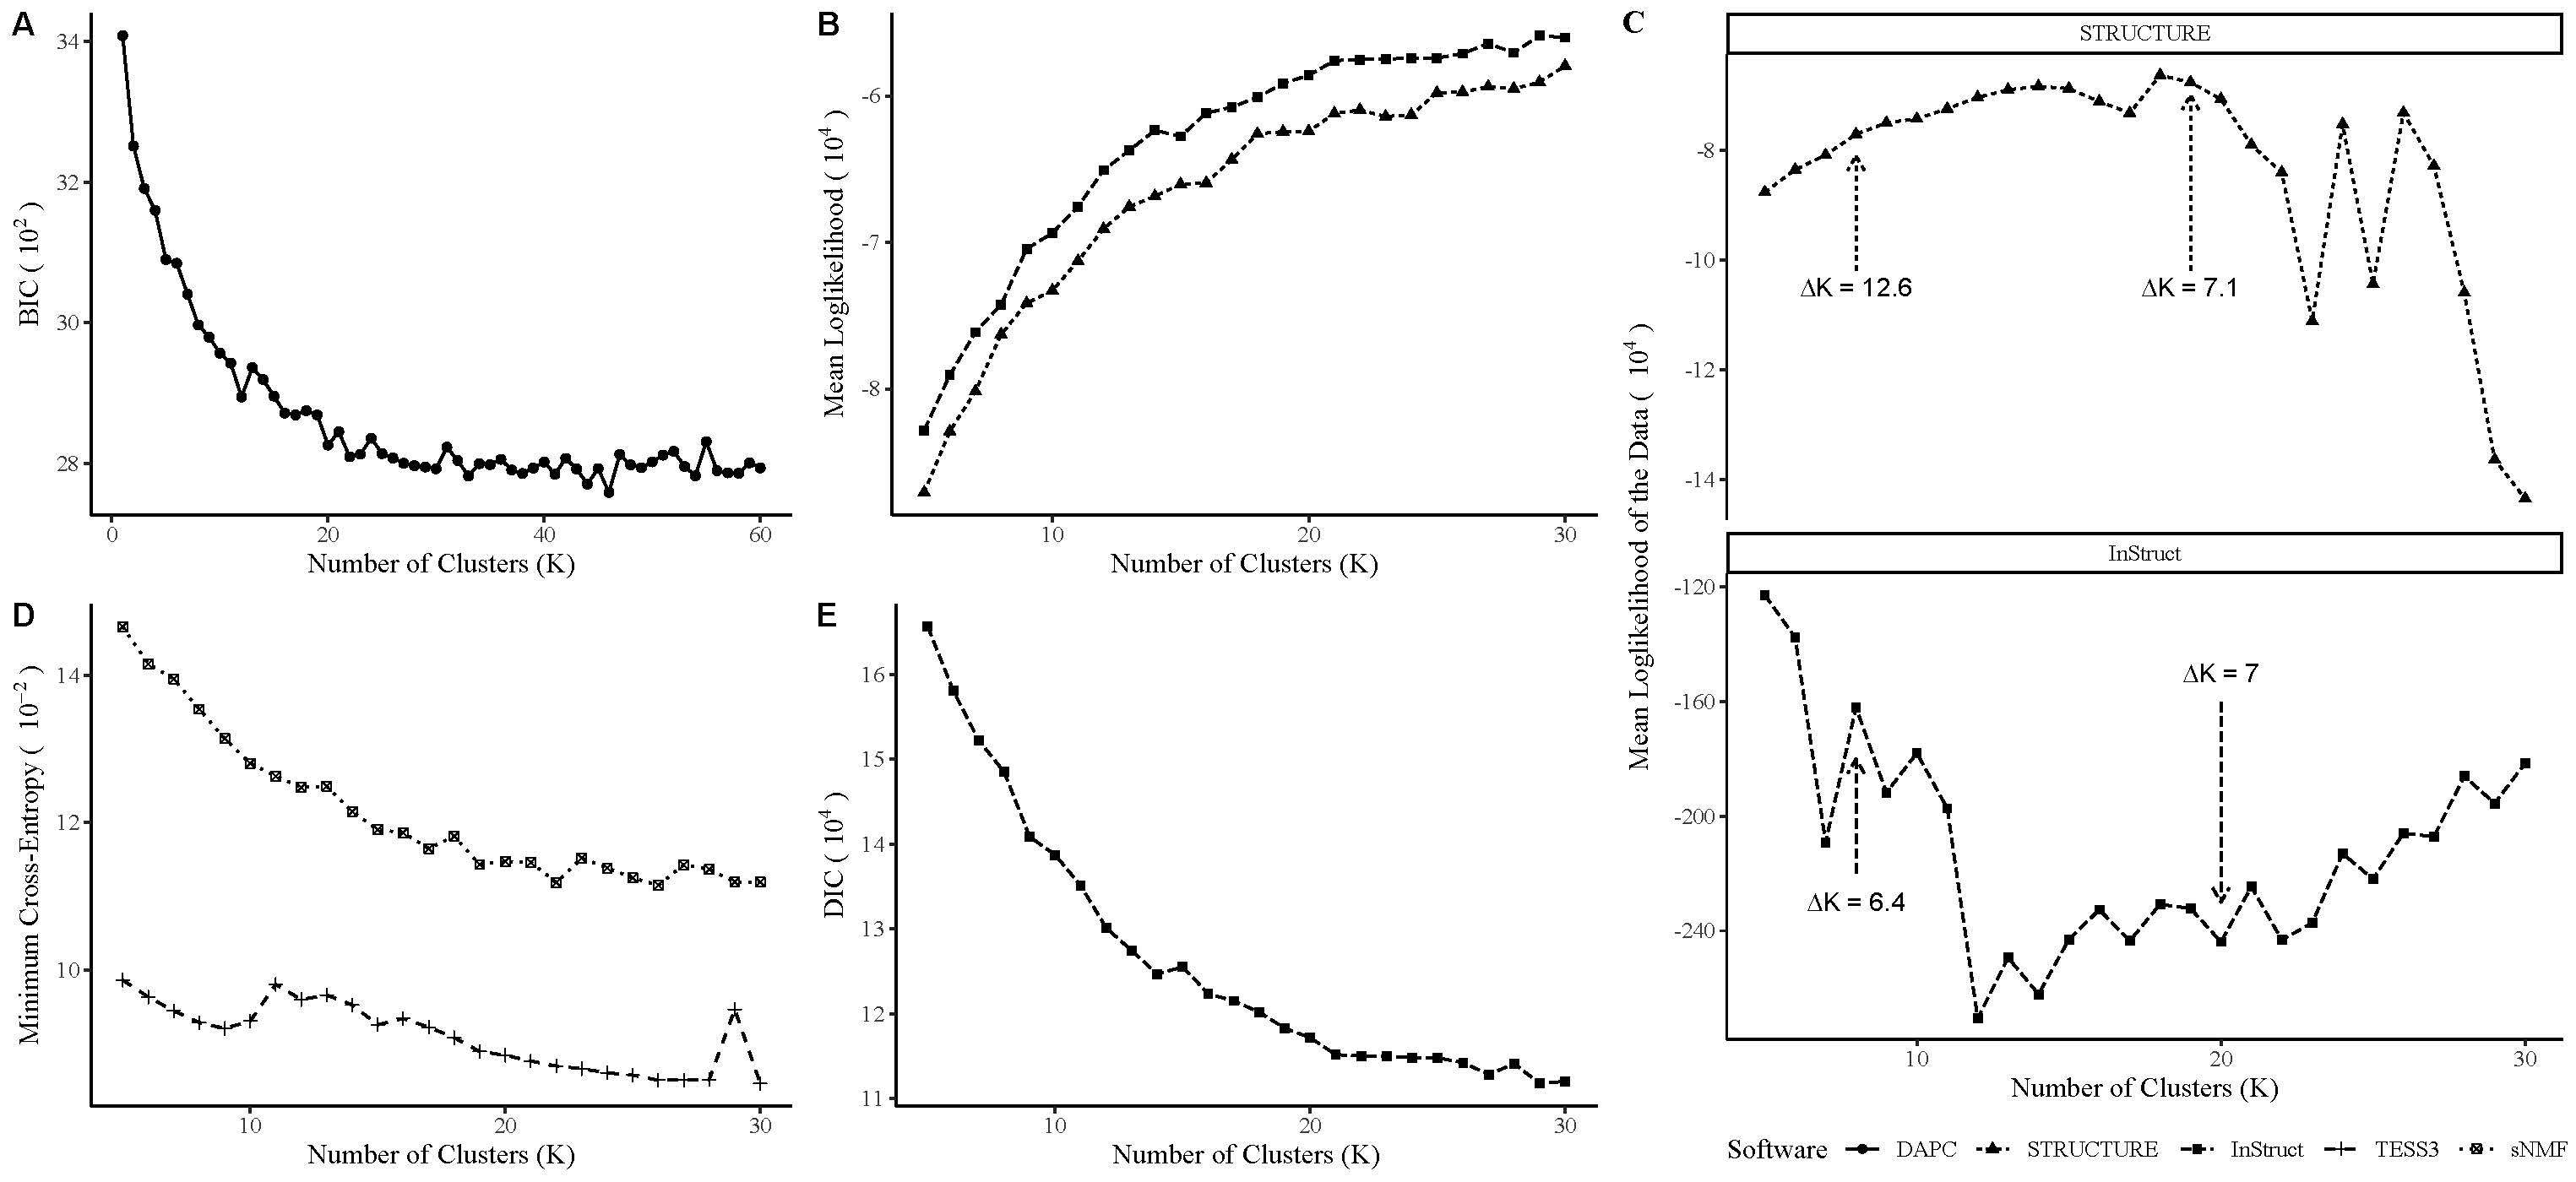 A
BIC ( 10²)
34
32
30
28
0
20
40
60
Number of Clusters (K)
B
Mean Loglikelihood ( 10⁴)
-6
-7
-8
10
20
30
Number of Clusters (K)
C
Mean Loglikelihood of the Data ( 10⁴)
STRUCTURE
-8
-10
-12
-14
ΔK = 12.6
ΔK = 7.1
InStruct
-120
-160
-200
-240
ΔK = 6.4
ΔK = 7
10
20
30
Number of Clusters (K)
D
Minimum Cross-Entropy ( 10⁻²)
14
12
10
10
20
30
Number of Clusters (K)
E
DIC ( 10⁴)
16
15
14
13
12
11
10
20
30
Number of Clusters (K)
Software DAPC STRUCTURE InStruct TESS3 sNMF